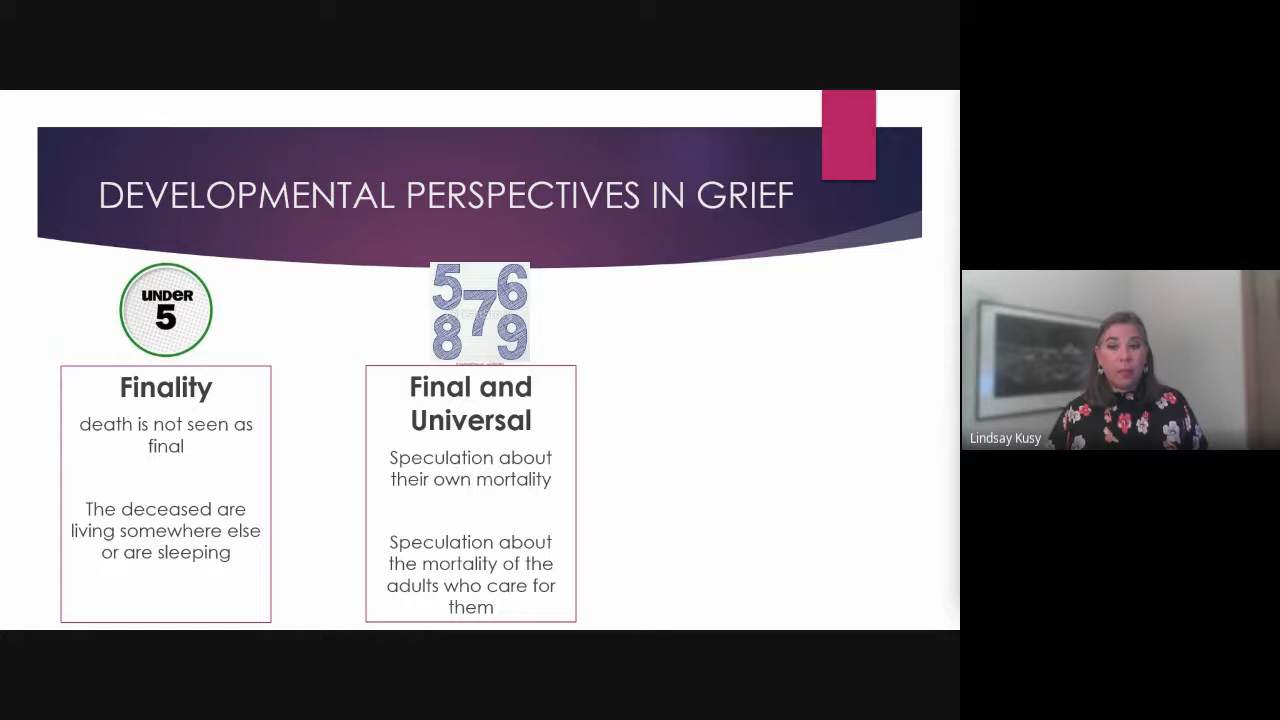 DEVELOPMENTAL PERSPECTIVES IN GRIEF
UNDER
5
Finality
death is not seen as
final
The deceased are
living somewhere else
or are sleeping
5 6
7
8 9
Final and
Universal
Speculation about
their own mortality
Speculation about
the mortality of the
adults who care for
them
Lindsay Kusy